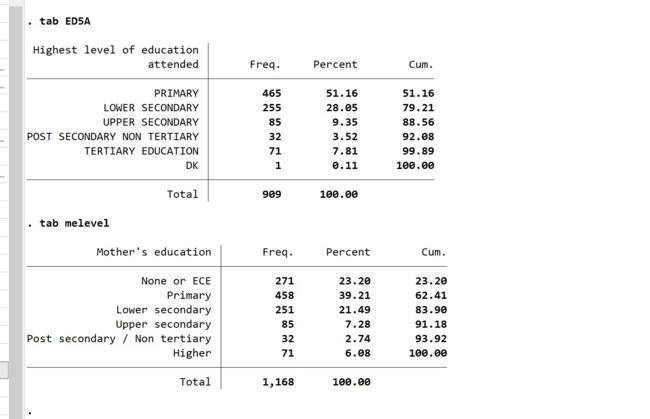 . tab ED5A
Highest level of education
attended Freq. Percent Cum.
PRIMARY 465 51.16 51.16
LOWER SECONDARY 255 28.05 79.21
UPPER SECONDARY 85 9.35 88.56
POST SECONDARY NON TERTIARY 32 3.52 92.08
TERTIARY EDUCATION 71 7.81 99.89
DK 1 0.11 100.00
Total 909 100.00
. tab melevel
Mother's education Freq. Percent Cum.
None or ECE 271 23.20 23.20
Primary 458 39.21 62.41
Lower secondary 251 21.49 83.90
Upper secondary 85 7.28 91.18
Post secondary / Non tertiary 32 2.74 93.92
Higher 71 6.08 100.00
Total 1,168 100.00
.